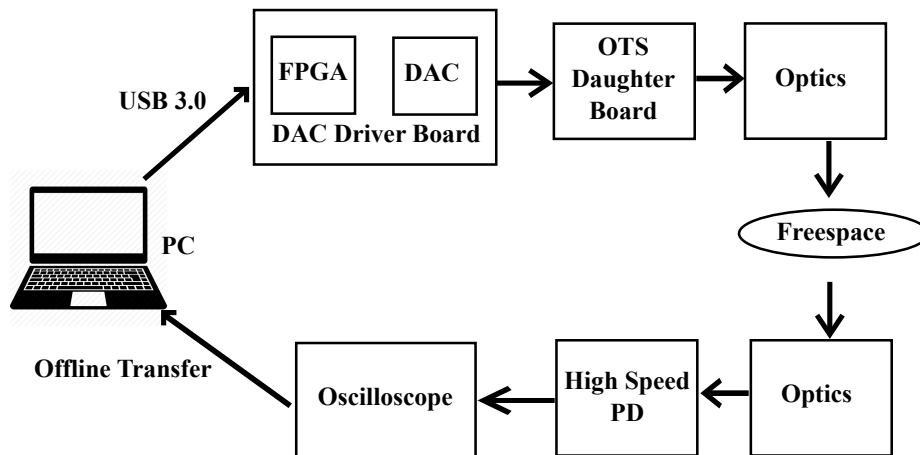 USB 3.0
FPGA
DAC
DAC Driver Board
OTS
Daughter
Board
Optics
Freespace
Optics
High Speed
PD
Oscilloscope
Offline Transfer
PC